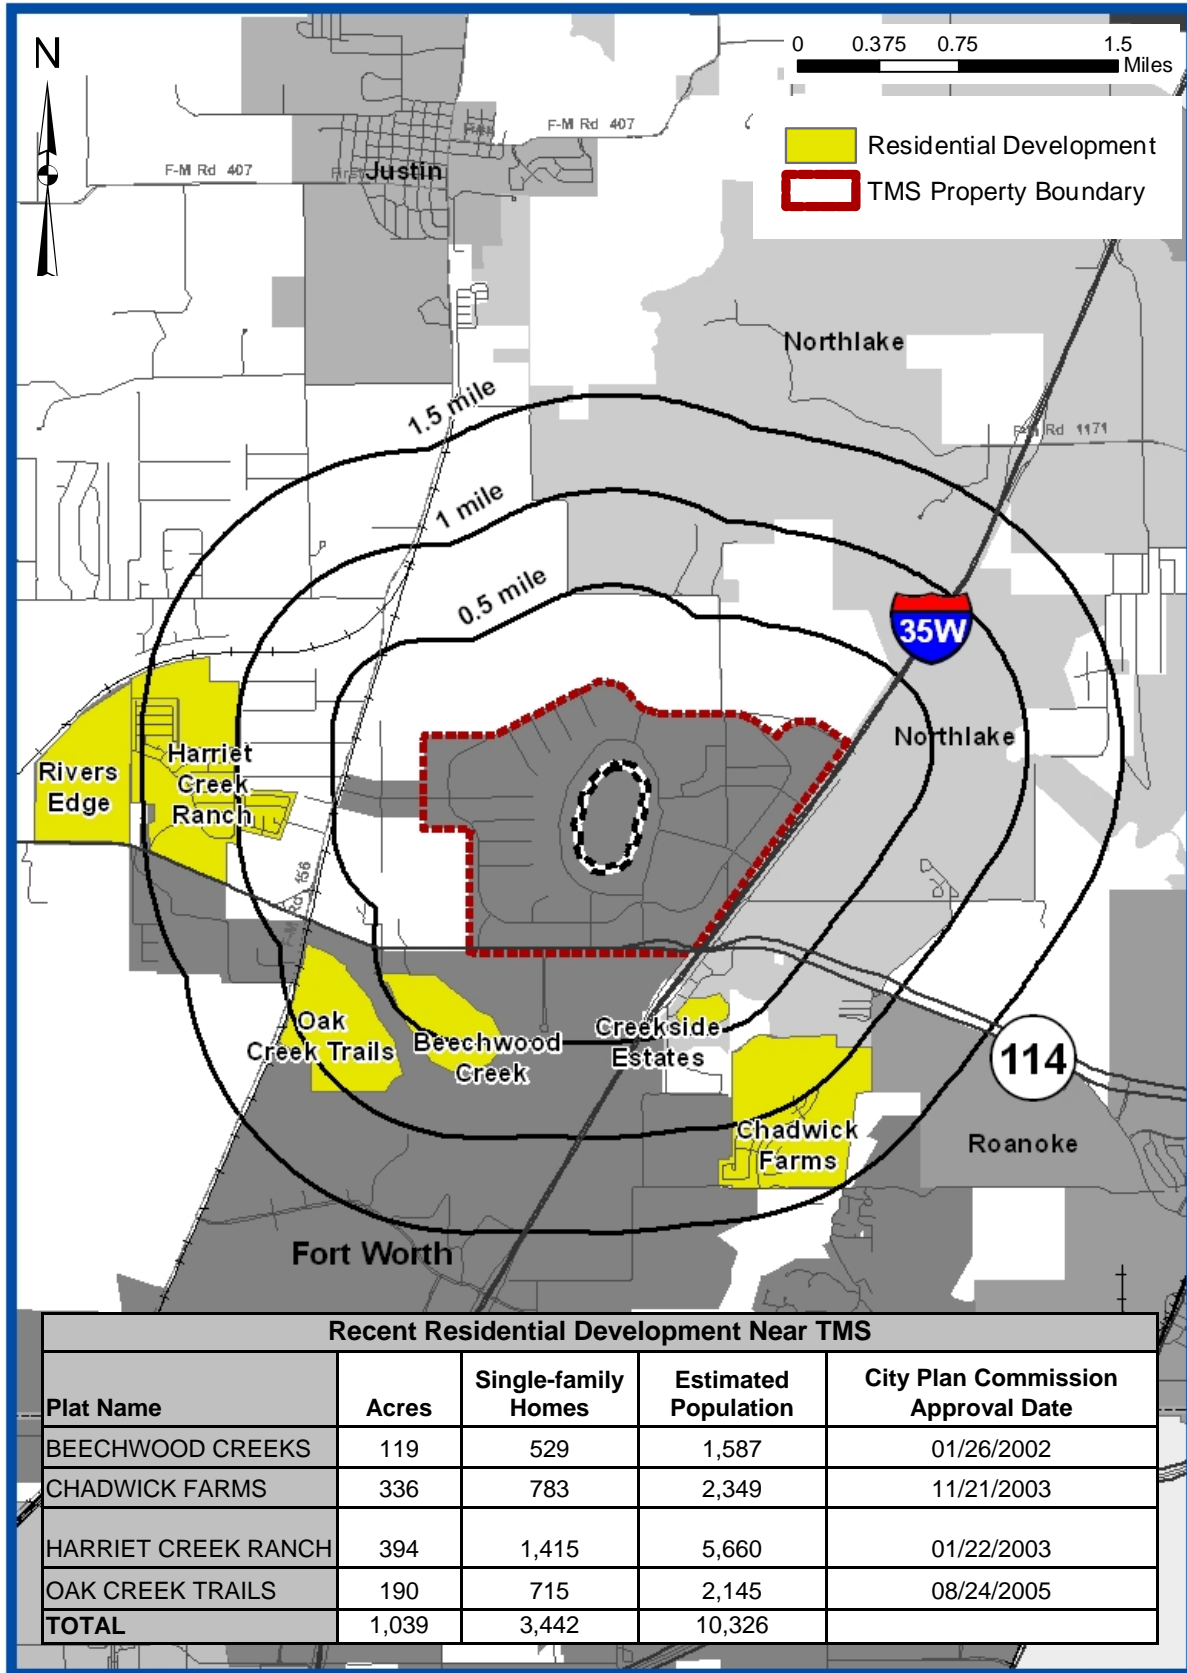 N
0 0.375 0.75 1.5
Miles
Residential Development
TMS Property Boundary
F-M Rd 407
F-M Rd 407
First
Justin
Northlake
F-M Rd 1171
1.5 mile
1 mile
0.5 mile
35W
Northlake
Rivers
Edge
Harriet
Creek
Ranch
F-M Rd 156
Oak
Creek Trails
Beechwood
Creek
Creekside
Estates
114
Chadwick
Farms
Roanoke
Fort Worth
Recent Residential Development Near TMS
Plat Name Acres Single-family Homes Estimated Population City Plan Commission Approval Date
BEECHWOOD CREEKS 119 529 1,587 01/26/2002
CHADWICK FARMS 336 783 2,349 11/21/2003
HARRIET CREEK RANCH 394 1,415 5,660 01/22/2003
OAK CREEK TRAILS 190 715 2,145 08/24/2005
TOTAL 1,039 3,442 10,326